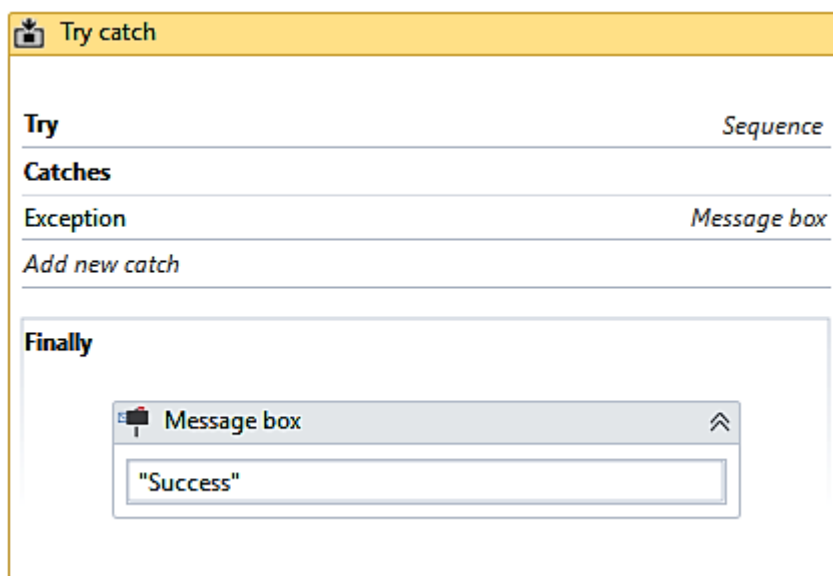 Try catch
Try Sequence
Catches
Exception Message box
Add new catch
Finally
Message box
"Success"